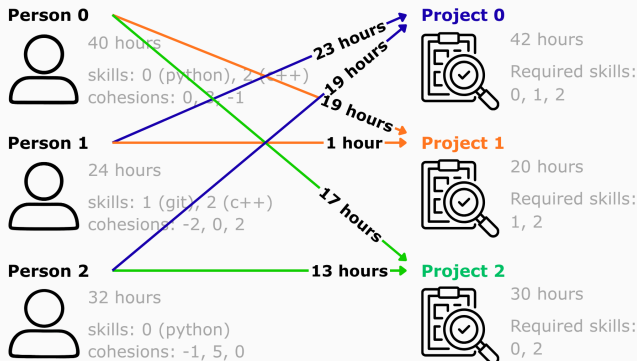 Person 0
40 hours
skills: 0 (python), 2 (c++)
cohesions: 0, 3, -1
Person 1
24 hours
skills: 1 (git), 2 (c++)
cohesions: -2, 0, 2
Person 2
32 hours
skills: 0 (python)
cohesions: -1, 5, 0
23 hours
19 hours
19 hours
1 hour
17 hours
13 hours
Project 0
42 hours
Required skills:
0, 1, 2
Project 1
20 hours
Required skills:
1, 2
Project 2
30 hours
Required skills:
0, 2